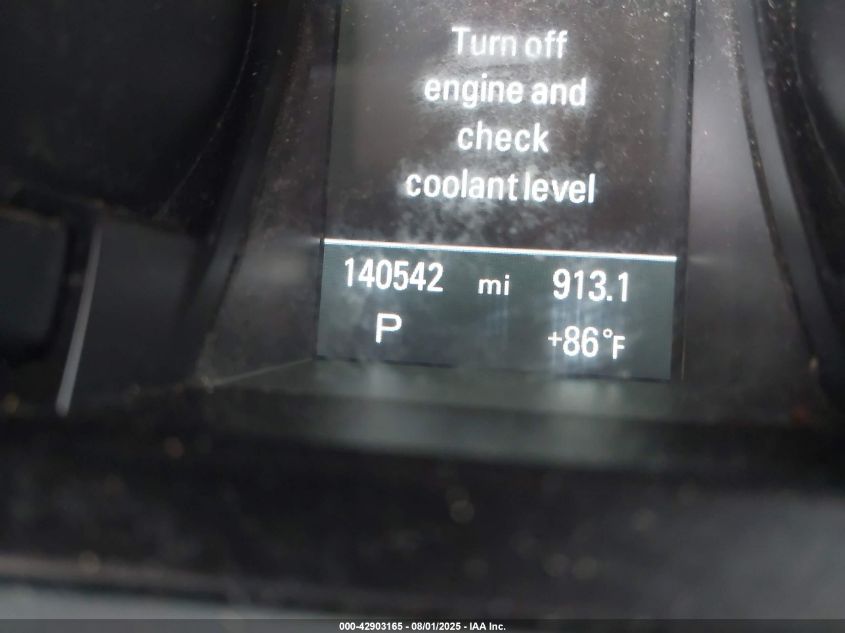 Turn off
engine and
check
coolant level
140542 mi 913.1
P +86°F
000-42903165 - 08/01/2025 - IAA Inc.